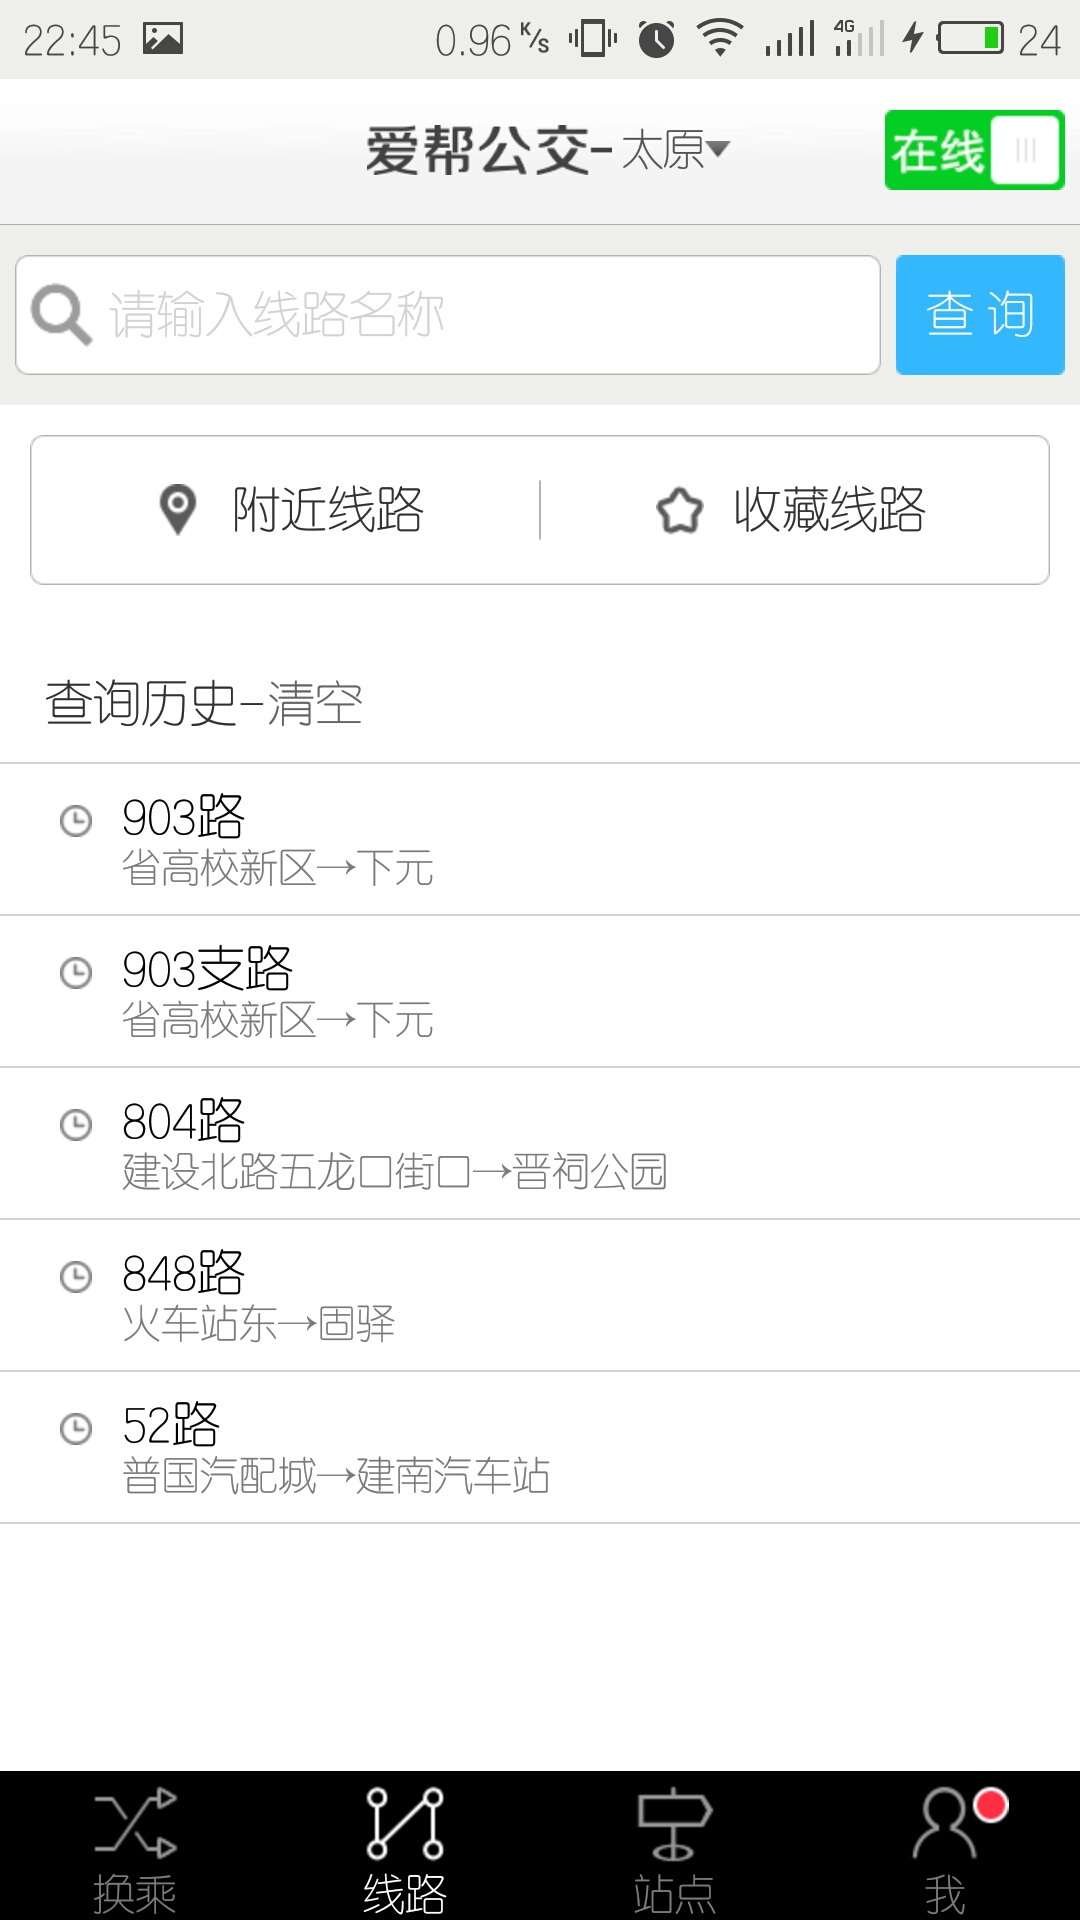 22:45 0.96 K/s 4G 24
爱帮公交-太原 在线
请输入线路名称 查询
附近线路 收藏线路
查询历史-清空
903路
省高校新区→下元
903支路
省高校新区→下元
804路
建设北路五龙口街口→晋祠公园
848路
火车站东→固驿
52路
普国汽配城→建南汽车站
换乘 线路 站点 我